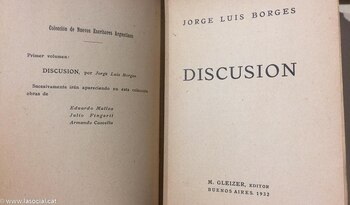 Colección de Nuevos Escritores Argentinos
Primer volumen:
DISCUSION, por Jorge Luis Borges
Sucesivamente irán apareciendo en esta colección
obras de
Eduardo Mallea
Julio Fingerit
Armando Cascella
JORGE LUIS BORGES
DISCUSION
M. GLEIZER, EDITOR
BUENOS AIRES, 1932
© www.lasocial.cat